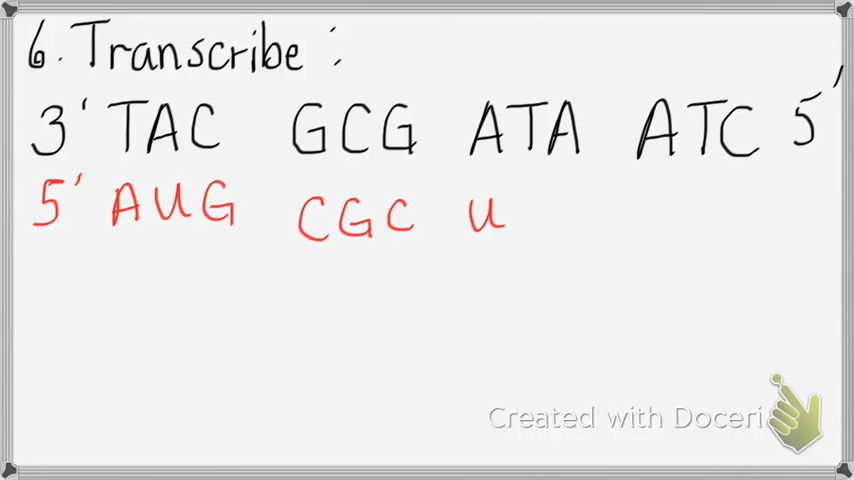 6. Transcribe :
3' TAC GCG ATA ATC 5'
5' AUG CGC U
Created with Doceri